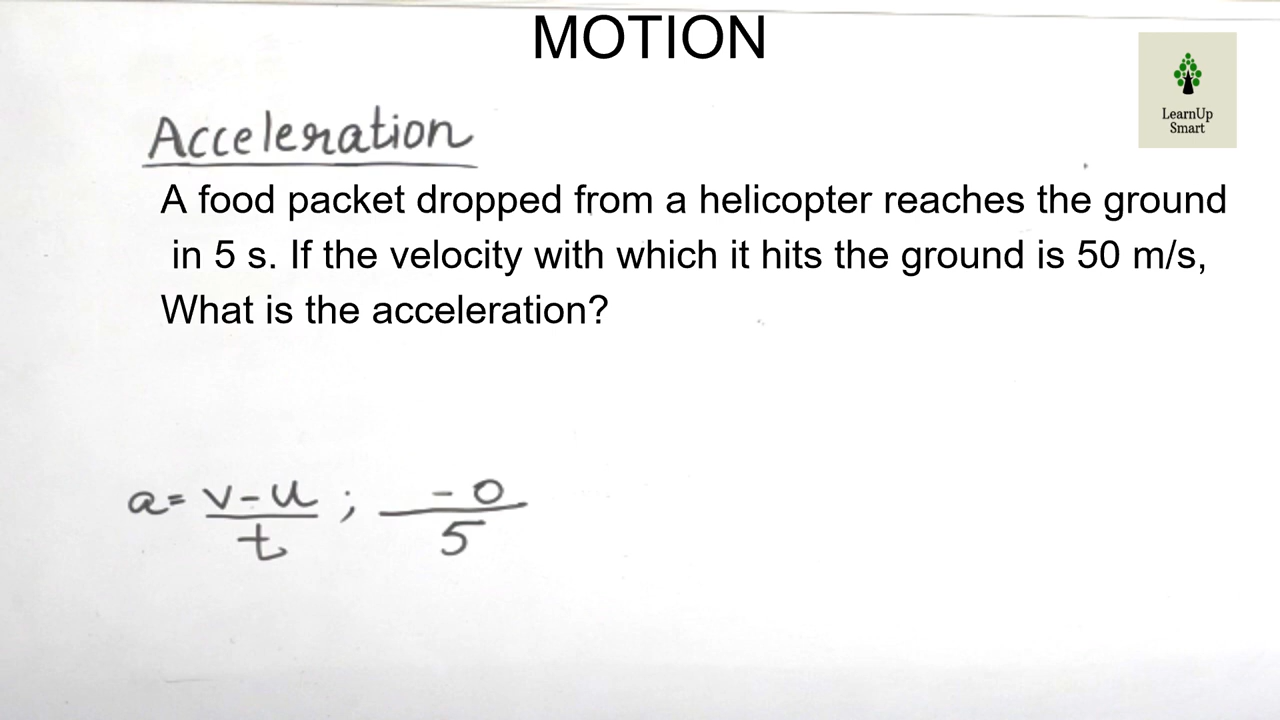 MOTION
LearnUp
Smart
Acceleration
A food packet dropped from a helicopter reaches the ground
in 5 s. If the velocity with which it hits the ground is 50 m/s,
What is the acceleration?
a = v - u / t ; - 0 / 5